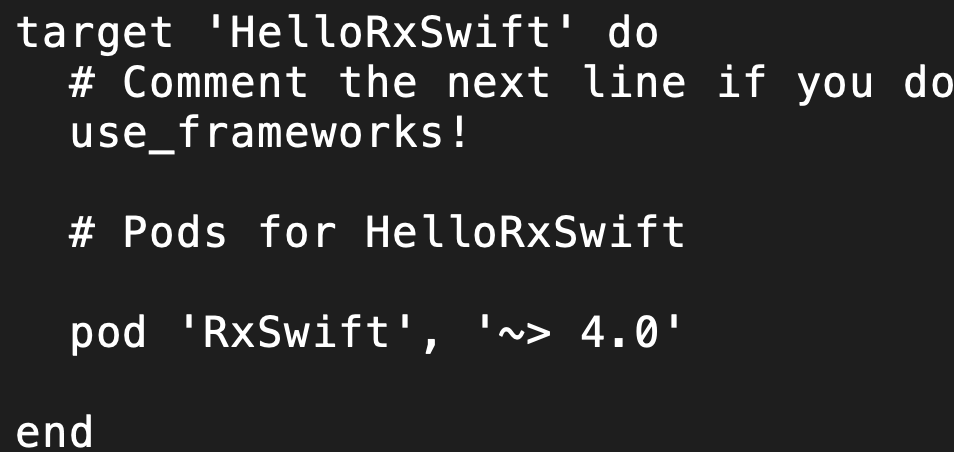 target 'HelloRxSwift' do
# Comment the next line if you do
use_frameworks!
# Pods for HelloRxSwift
pod 'RxSwift', '~> 4.0'
end